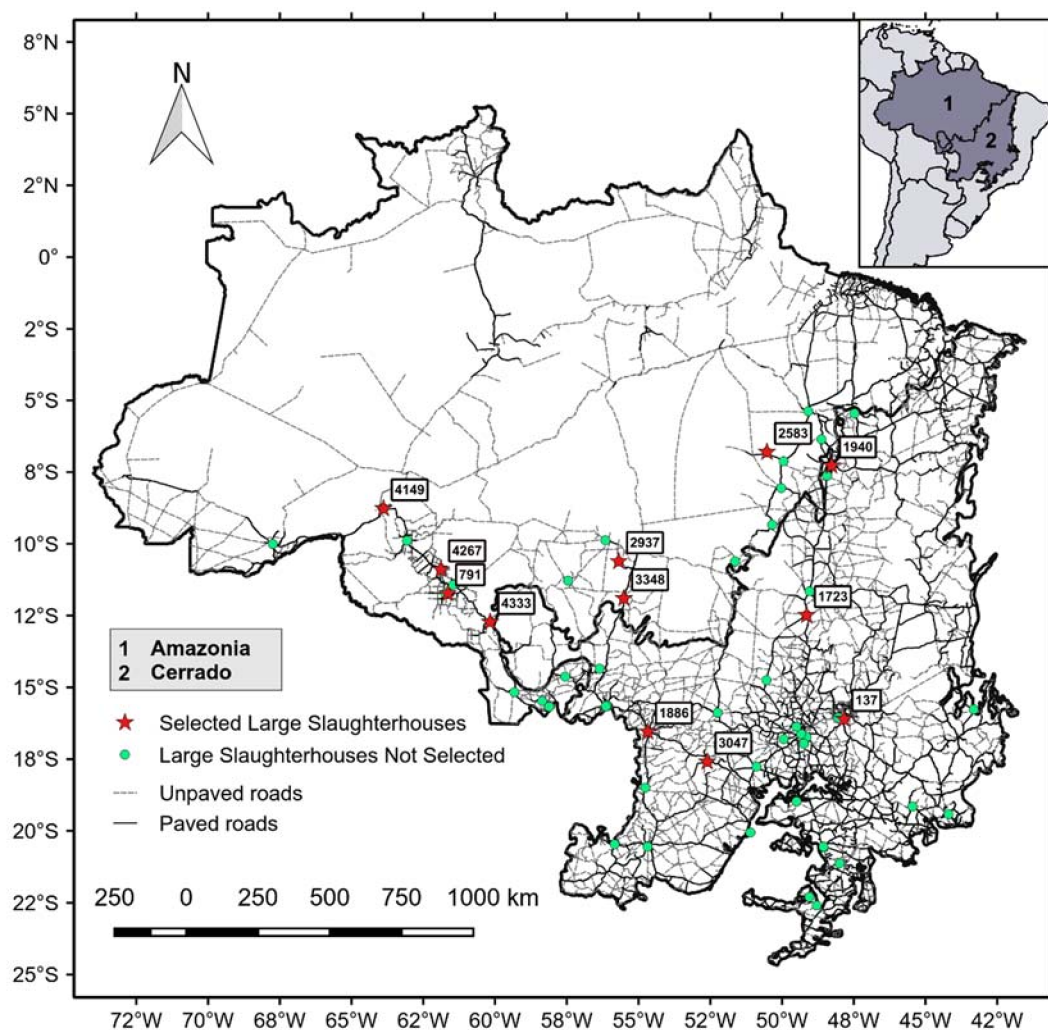 8°N
5°N
2°N
0°
2°S
5°S
8°S
10°S
12°S
15°S
18°S
20°S
22°S
25°S
N
1
2
2583
1940
4149
4267
791
2937
3348
4333
1723
137
1886
3047
1 Amazonia
2 Cerrado
Selected Large Slaughterhouses
Large Slaughterhouses Not Selected
Unpaved roads
Paved roads
250 0 250 500 750 1000 km
72°W 70°W 68°W 65°W 62°W 60°W 58°W 55°W 52°W 50°W 48°W 45°W 42°W